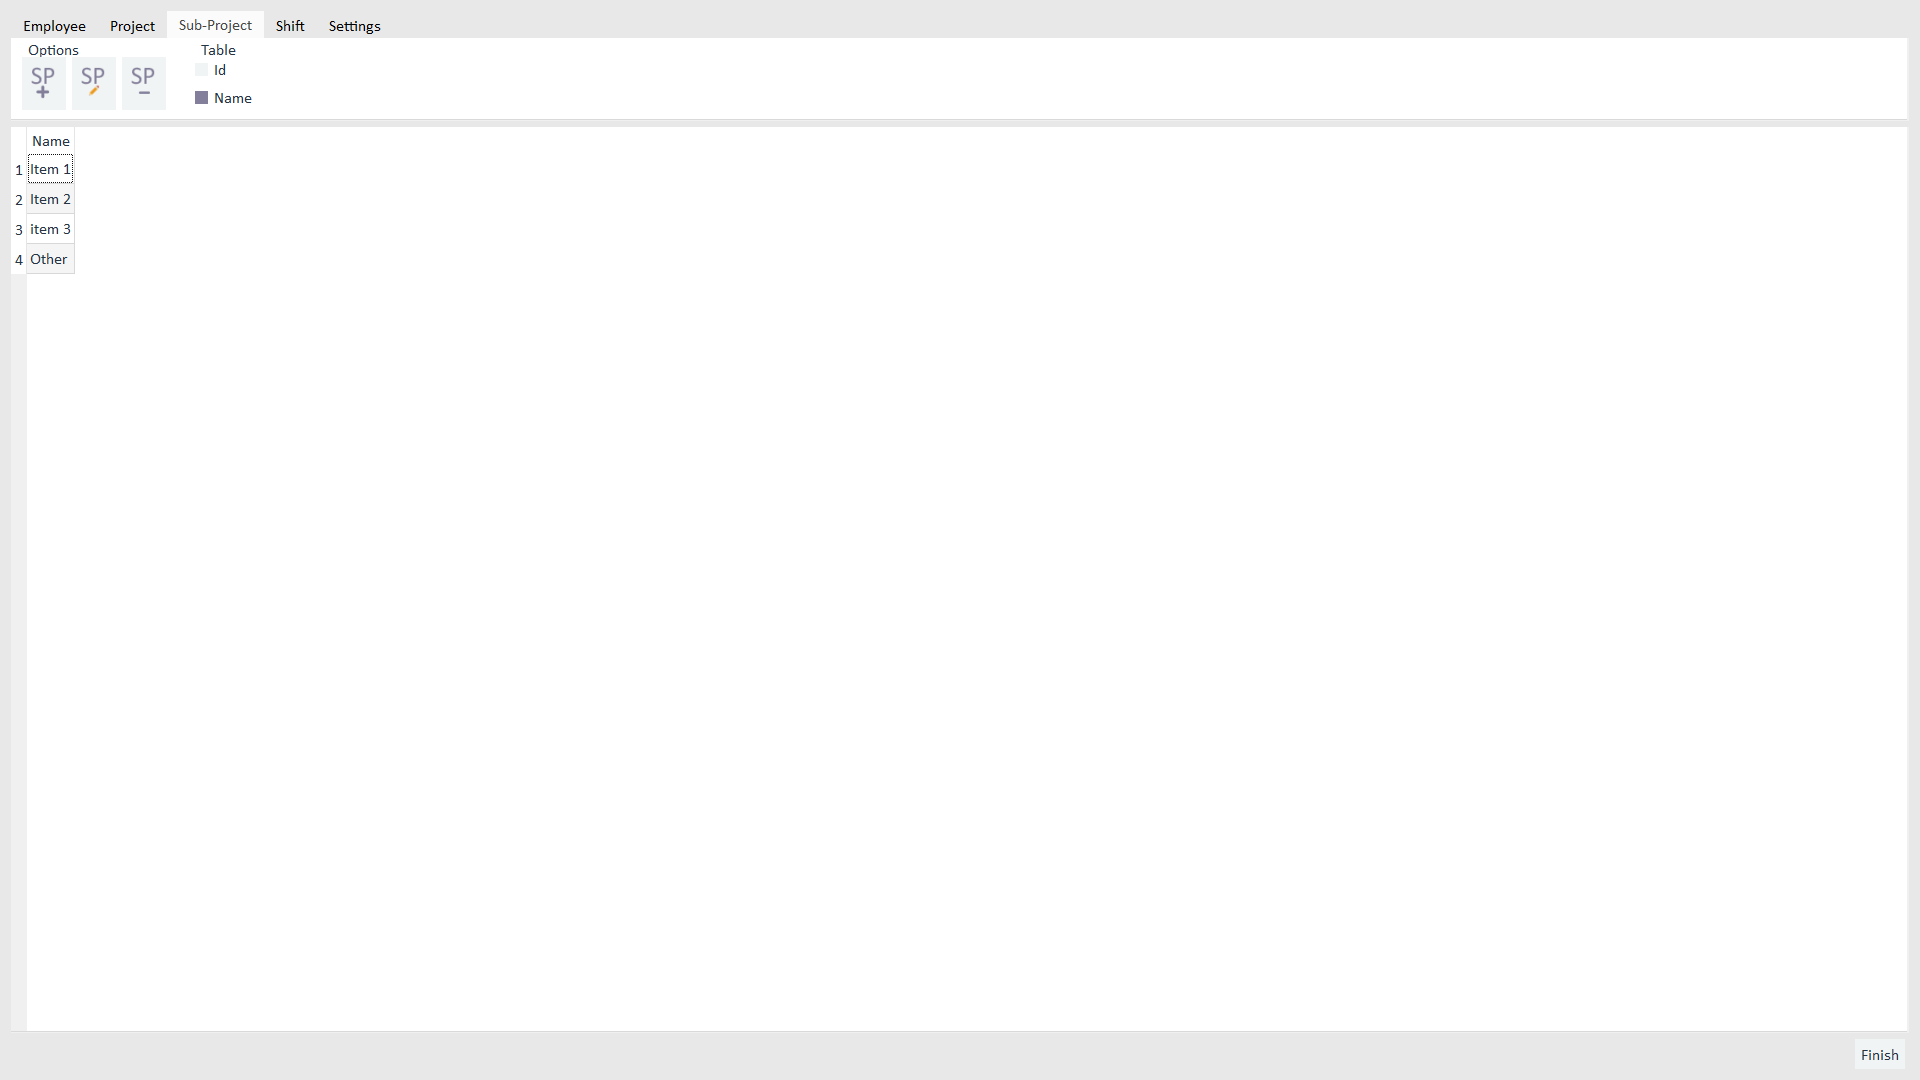 Employee Project Sub-Project Shift Settings
Options Table
SP SP SP
Id
Name
Name
1 Item 1
2 Item 2
3 item 3
4 Other
Finish